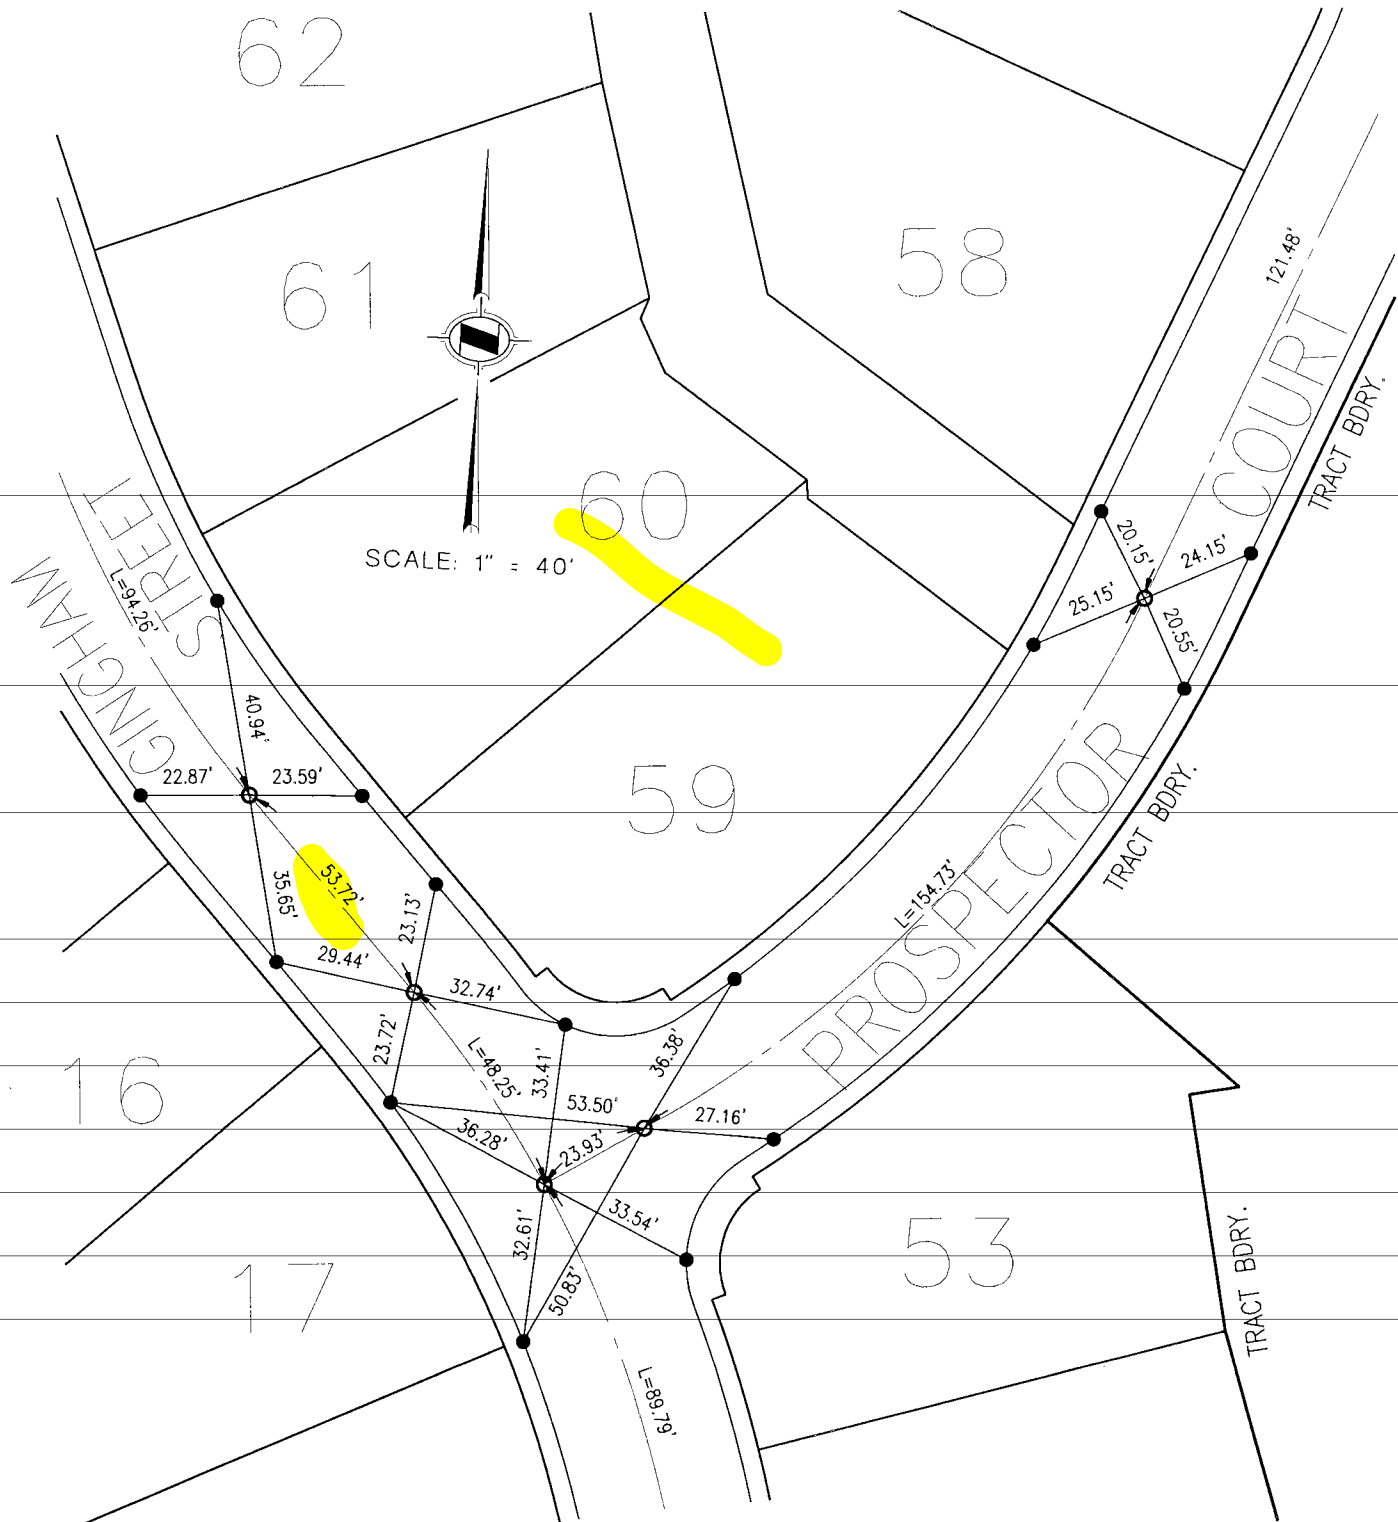 62
61
58
121.48'
60
SCALE: 1" = 40'
GINGHAM
STREET
L=94.26'
COURT
TRACT BDRY.
20.15'
24.15'
25.15'
20.55'
40.94'
22.87'
23.59'
59
PROSPECTOR
L=154.73'
TRACT BDRY.
53.72'
35.65'
23.13'
29.44'
32.74'
16
23.72'
L=48.25'
33.41'
36.38'
53.50'
27.16'
36.28'
23.93'
33.54'
32.61'
50.83'
17
53
TRACT BDRY.
L=89.79'